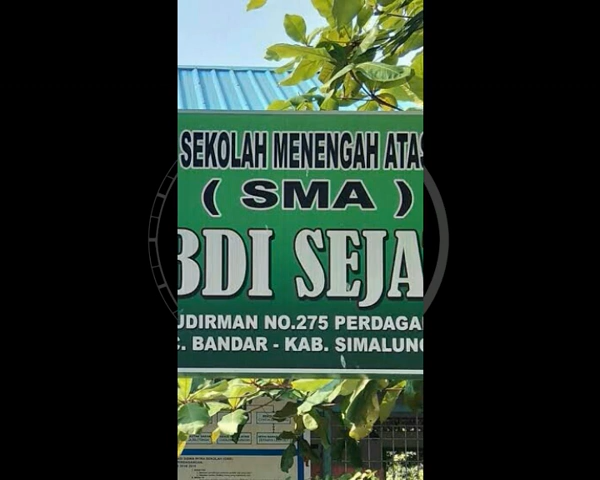 SEKOLAH MENENGAH ATAS
( SMA )
BDI SEJA
UDIRMAN NO.275 PERDAGA
C. BANDAR - KAB. SIMALUNG